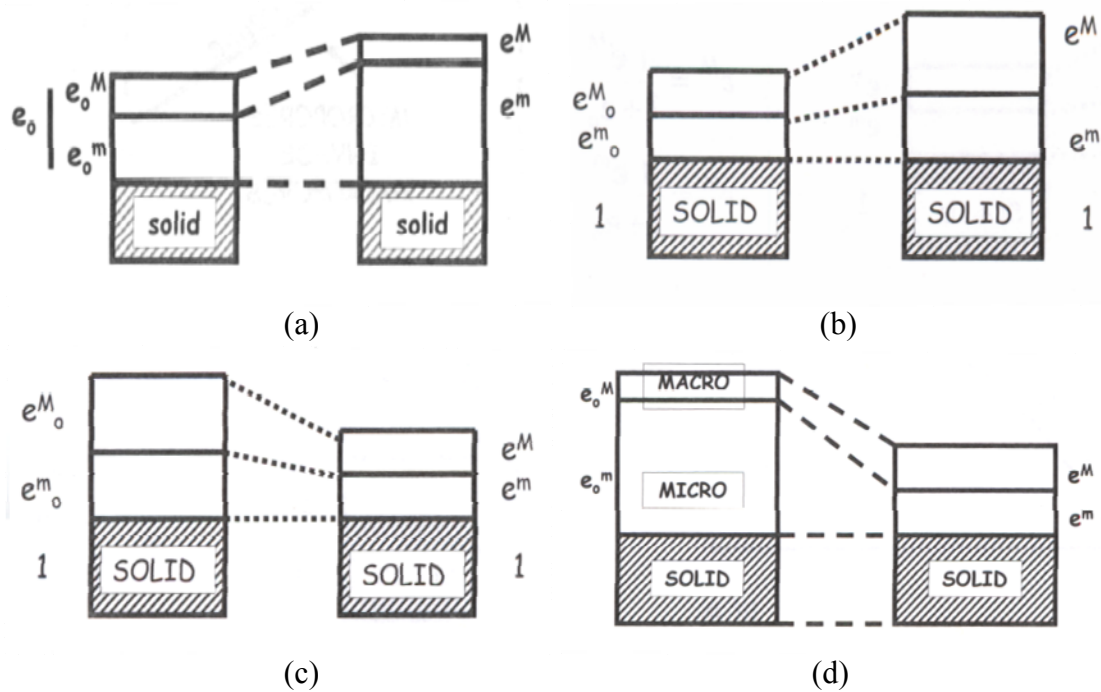 e₀ᴹ
e₀
e₀ᵐ
solid
eᴹ
eᵐ
solid
(a)
eᴹ₀
eᵐ₀
1
SOLID
eᴹ
eᵐ
SOLID
1
(b)
eᴹ₀
eᵐ₀
1
SOLID
eᴹ
eᵐ
SOLID
1
(c)
e₀ᴹ
MACRO
e₀ᵐ
MICRO
SOLID
eᴹ
eᵐ
SOLID
(d)